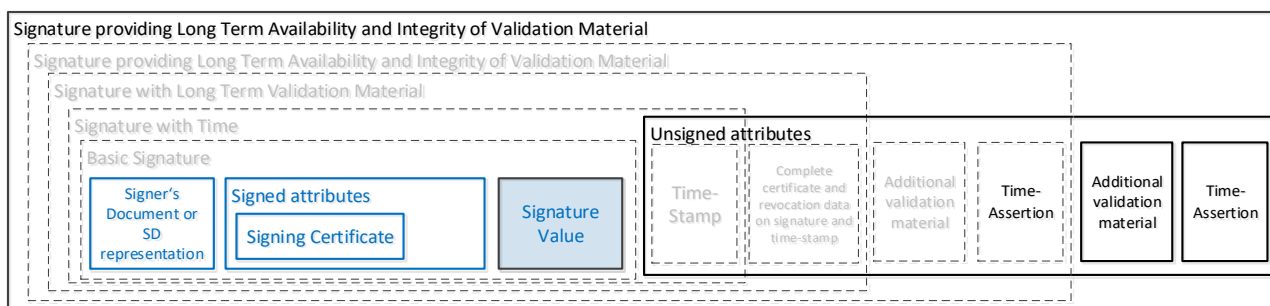 Signature providing Long Term Availability and Integrity of Validation Material
Signature providing Long Term Availability and Integrity of Validation Material
Signature with Long Term Validation Material
Signature with Time
Basic Signature
Signer's
Document or
SD
representation
Signed attributes
Signing Certificate
Signature
Value
Unsigned attributes
Time-
Stamp
Complete
certificate and
revocation data
on signature and
time-stamp
Additional
validation
material
Time-
Assertion
Additional
validation
material
Time-
Assertion